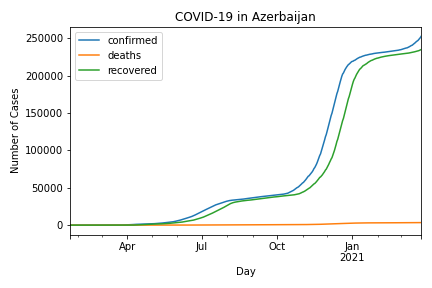 COVID-19 in Azerbaijan
confirmed
deaths
recovered
250000
200000
150000
100000
50000
0
Number of Cases
Apr
Jul
Oct
Jan
2021
Day